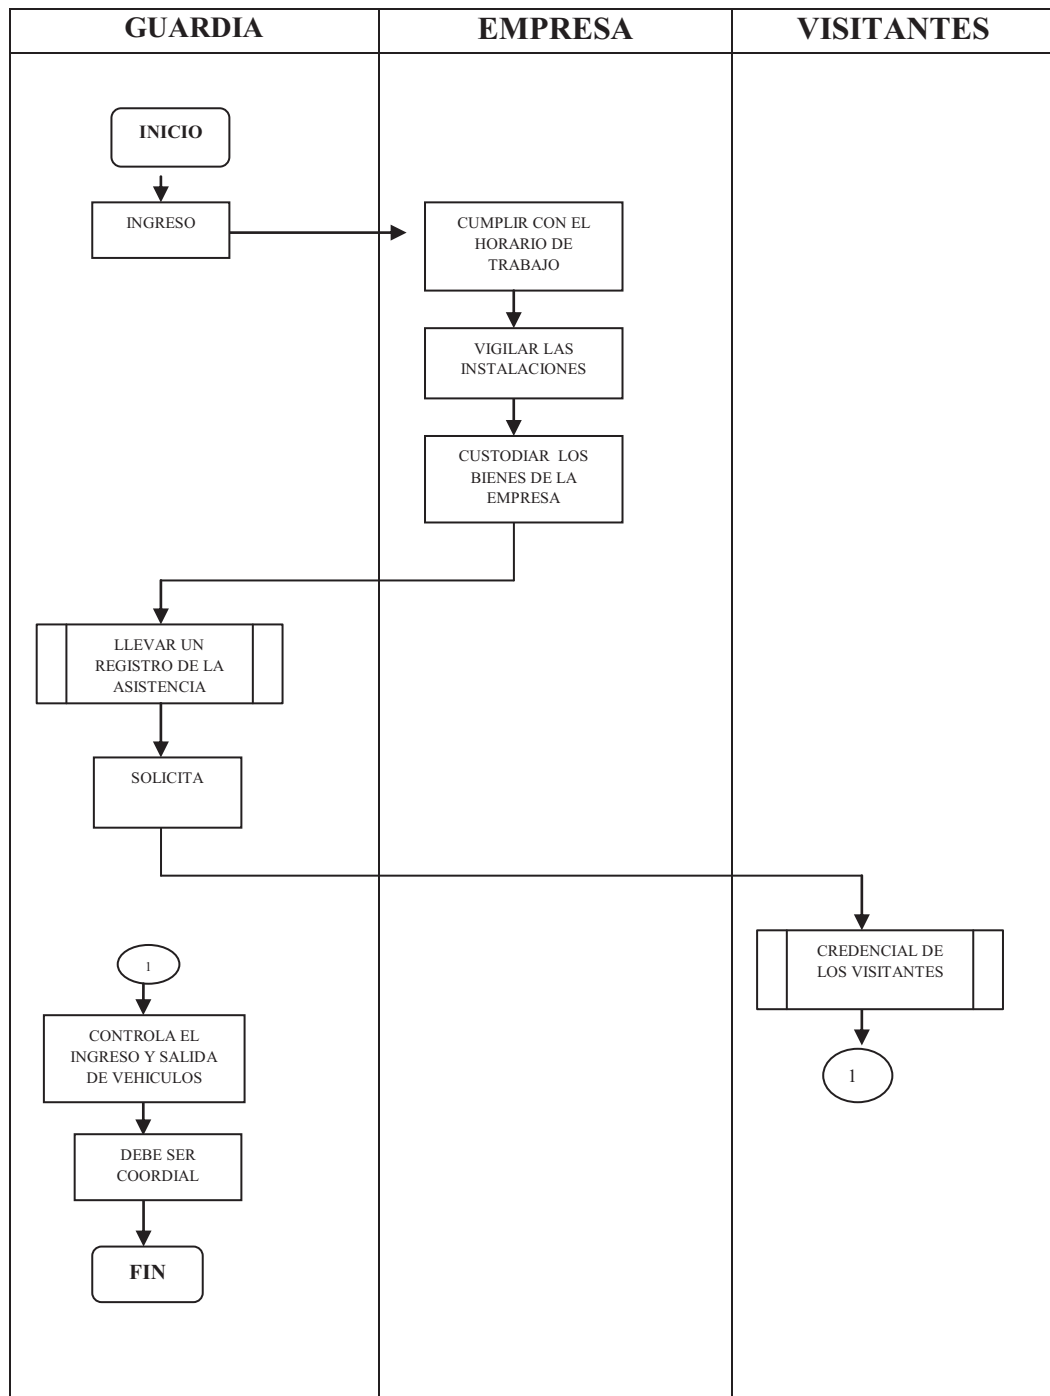 GUARDIA
EMPRESA
VISITANTES
INICIO
INGRESO
CUMPLIR CON EL
HORARIO DE
TRABAJO
VIGILAR LAS
INSTALACIONES
CUSTODIAR LOS
BIENES DE LA
EMPRESA
LLEVAR UN
REGISTRO DE LA
ASISTENCIA
SOLICITA
CREDENCIAL DE
LOS VISITANTES
1
1
CONTROLA EL
INGRESO Y SALIDA
DE VEHICULOS
DEBE SER
COORDIAL
FIN